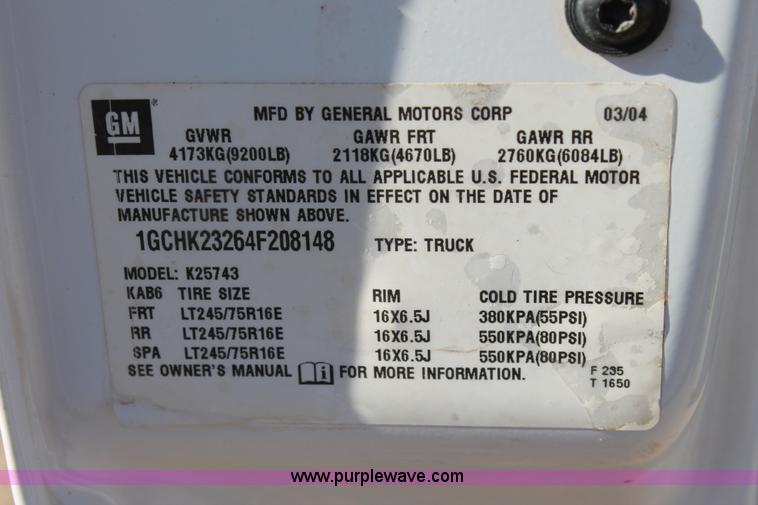 GM ® MFD BY GENERAL MOTORS CORP 03/04
GVWR GAWR FRT GAWR RR
4173KG(9200LB) 2118KG(4670LB) 2760KG(6084LB)
THIS VEHICLE CONFORMS TO ALL APPLICABLE U.S. FEDERAL MOTOR
VEHICLE SAFETY STANDARDS IN EFFECT ON THE DATE OF
MANUFACTURE SHOWN ABOVE.
1GCHK23264F208148 TYPE: TRUCK
MODEL: K25743
KAB6 TIRE SIZE RIM COLD TIRE PRESSURE
FRT LT245/75R16E 16X6.5J 380KPA(55PSI)
RR LT245/75R16E 16X6.5J 550KPA(80PSI)
SPA LT245/75R16E 16X6.5J 550KPA(80PSI)
SEE OWNER'S MANUAL FOR MORE INFORMATION. F 235
T 1650
www.purplewave.com